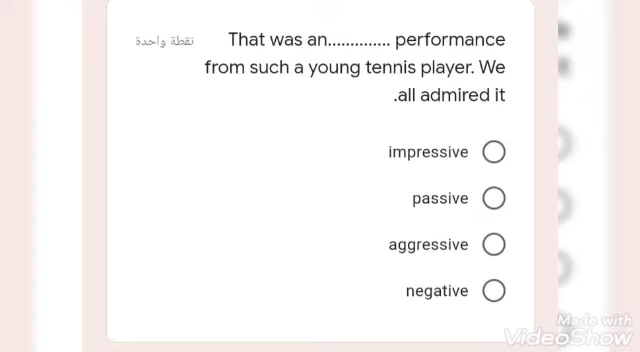 That was an.............. performance نقطة واحدة
from such a young tennis player. We
.all admired it
impressive
passive
aggressive
negative
Made with
VideoShow